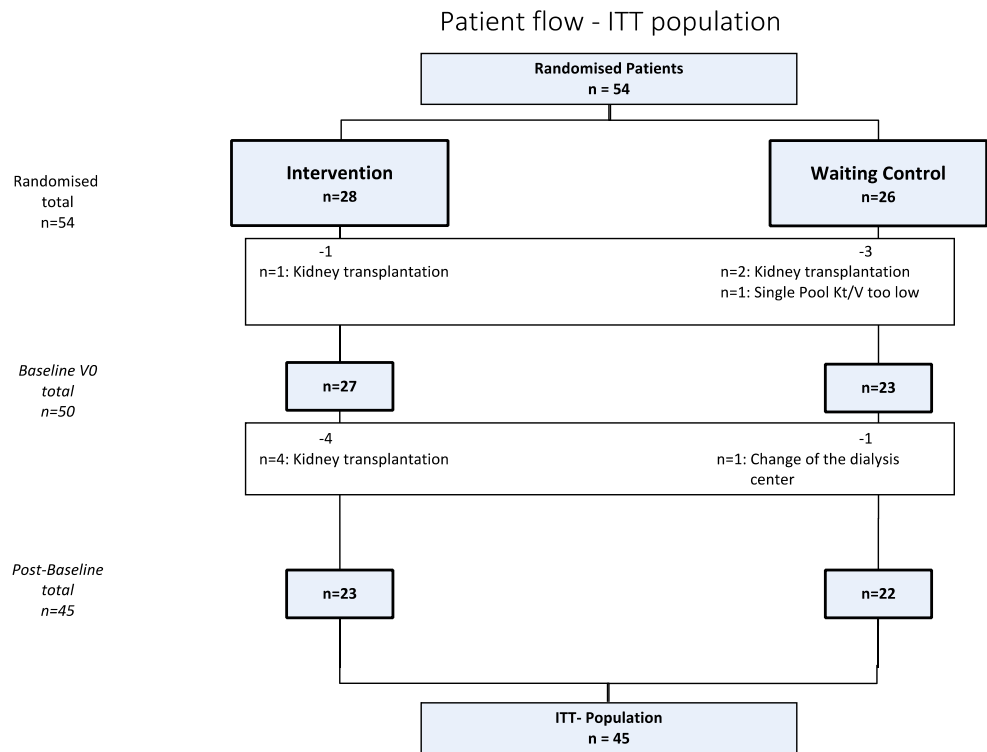 Patient flow - ITT population
Randomised Patients
n = 54
Intervention
n=28
Waiting Control
n=26
Randomised
total
n=54
-1
n=1: Kidney transplantation
-3
n=2: Kidney transplantation
n=1: Single Pool Kt/V too low
Baseline V0
total
n=50
n=27
n=23
-4
n=4: Kidney transplantation
-1
n=1: Change of the dialysis
center
Post-Baseline
total
n=45
n=23
n=22
ITT- Population
n = 45